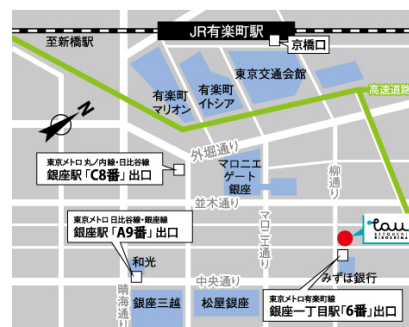 JR有楽町駅
至新橋駅
京橋口
東京交通会館
有楽町
イトシア
有楽町
マリオン
高速道路
N
外堀通り
東京メトロ 丸ノ内線・日比谷線
銀座駅「C8番」出口
マロニエ
ゲート
銀座
柳通り
並木通り
tau
マロニエ通り
東京メトロ 日比谷線・銀座線
銀座駅「A9番」出口
和光
みずほ銀行
中央通り
晴海通り
銀座三越
松屋銀座
東京メトロ有楽町線
銀座一丁目駅「6番」出口